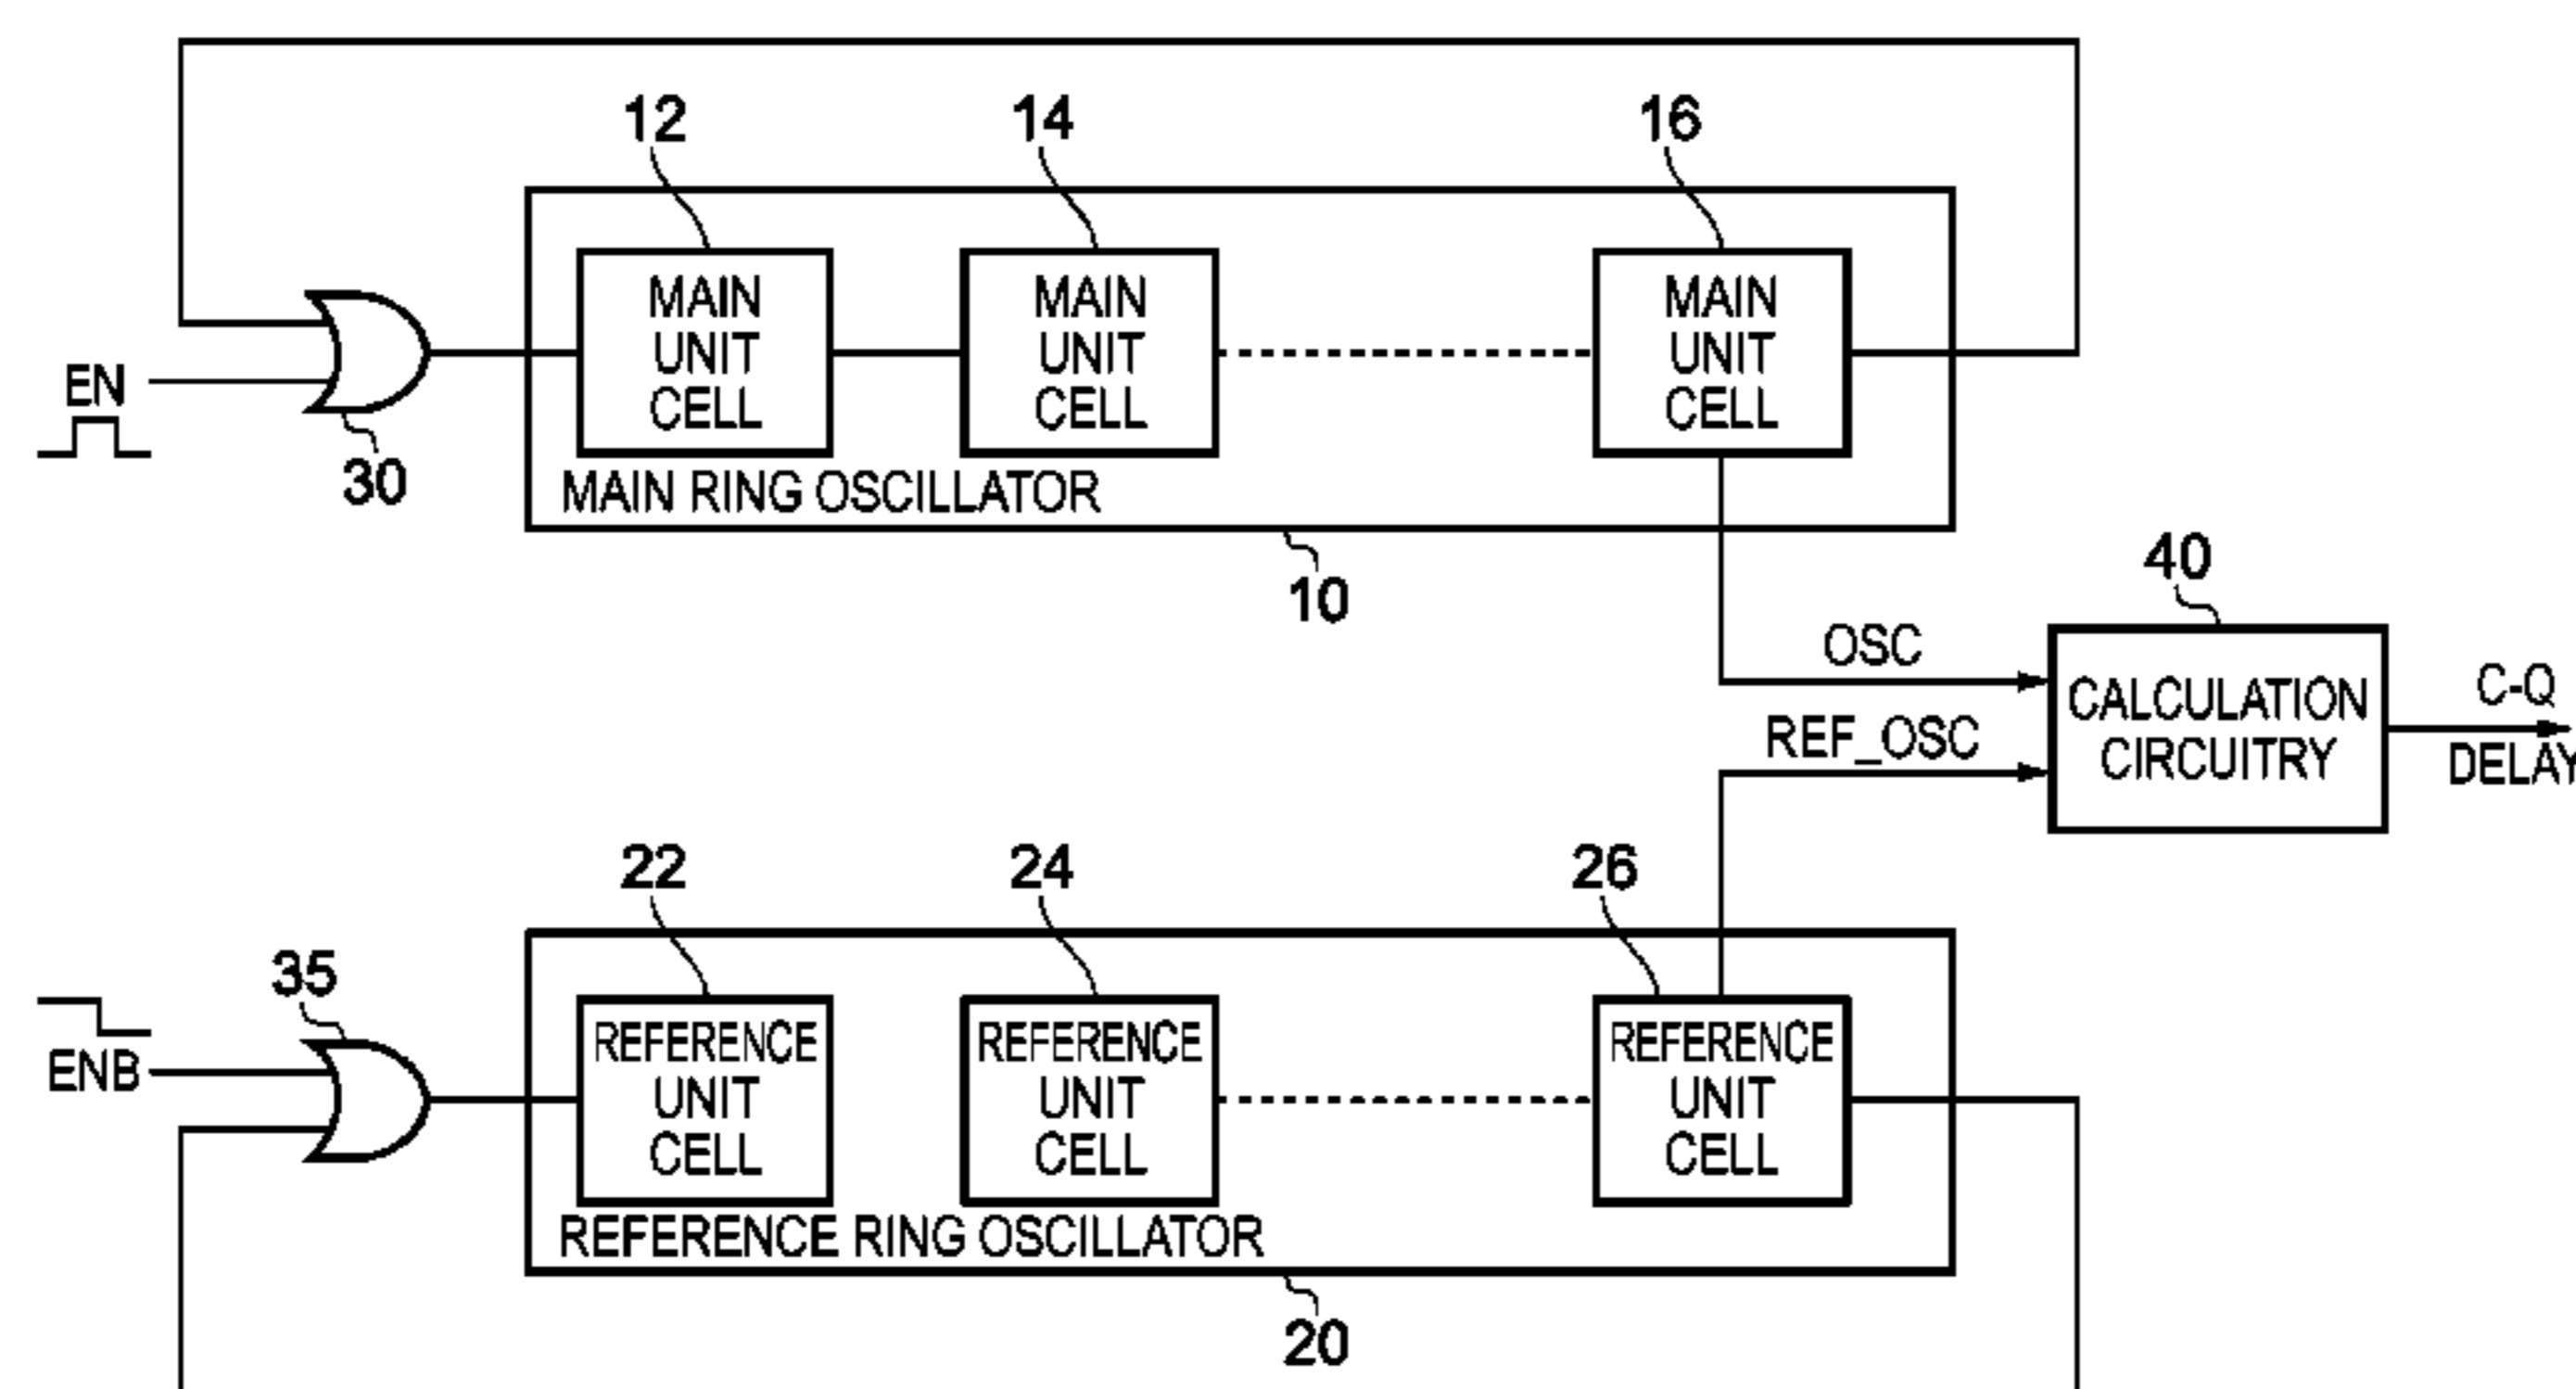 12
14
16
MAIN
UNIT
CELL
MAIN
UNIT
CELL
MAIN
UNIT
CELL
EN
30
MAIN RING OSCILLATOR
10
40
OSC
REF_OSC
CALCULATION
CIRCUITRY
C-Q
DELAY
22
24
26
35
ENB
REFERENCE
UNIT
CELL
REFERENCE
UNIT
CELL
REFERENCE
UNIT
CELL
REFERENCE RING OSCILLATOR
20